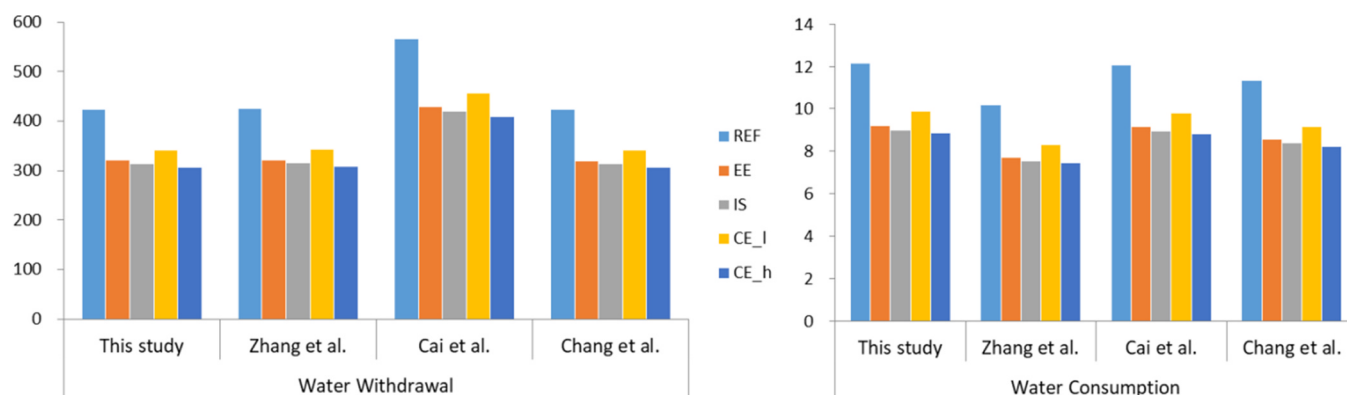 600
500
400
300
200
100
0
This study Zhang et al. Cai et al. Chang et al.
Water Withdrawal
REF
EE
IS
CE_l
CE_h
14
12
10
8
6
4
2
0
This study Zhang et al. Cai et al. Chang et al.
Water Consumption